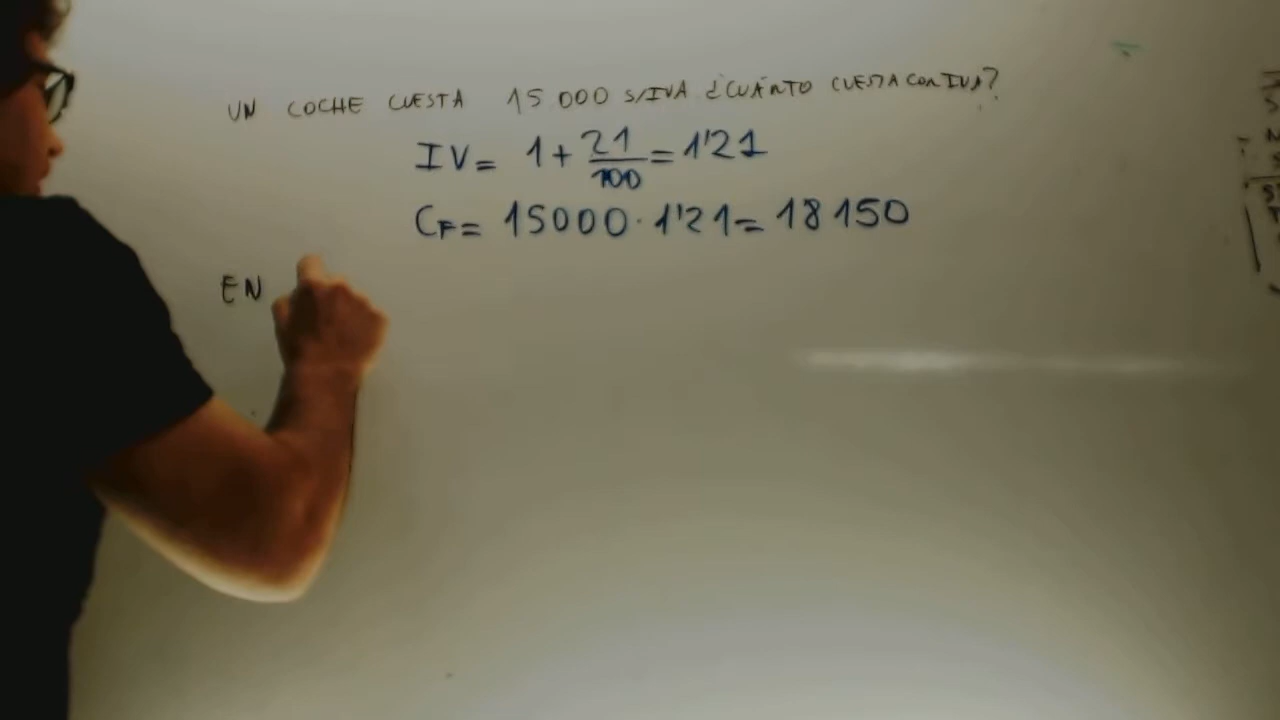 UN COCHE CUESTA 15 000 S/IVA ¿CUÁNTO CUESTA CON IVA?
IV= 1+ 21/100 = 1'21
CF= 15000 · 1'21= 18 150
EN